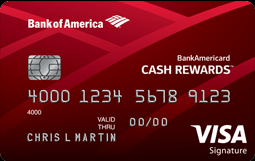 Bank of America
BankAmericard
CASH REWARDS™
4000 1234 5678 9123
4000
VALID
THRU
00/00
CHRIS L MARTIN
VISA
Signature